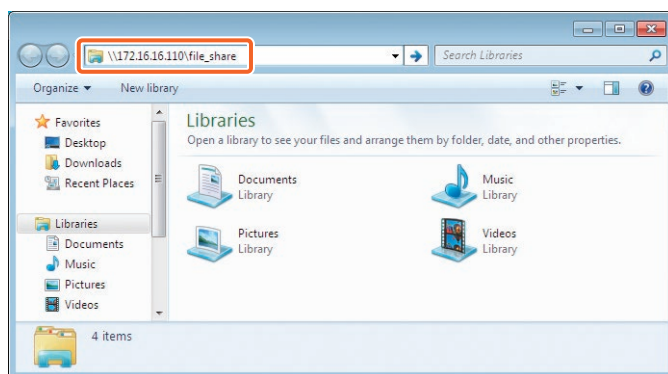 \\172.16.16.110\file_share
Search Libraries
Organize
New library
Favorites
Desktop
Downloads
Recent Places
Libraries
Documents
Music
Pictures
Videos
Libraries
Open a library to see your files and arrange them by folder, date, and other properties.
Documents
Library
Music
Library
Pictures
Library
Videos
Library
4 items